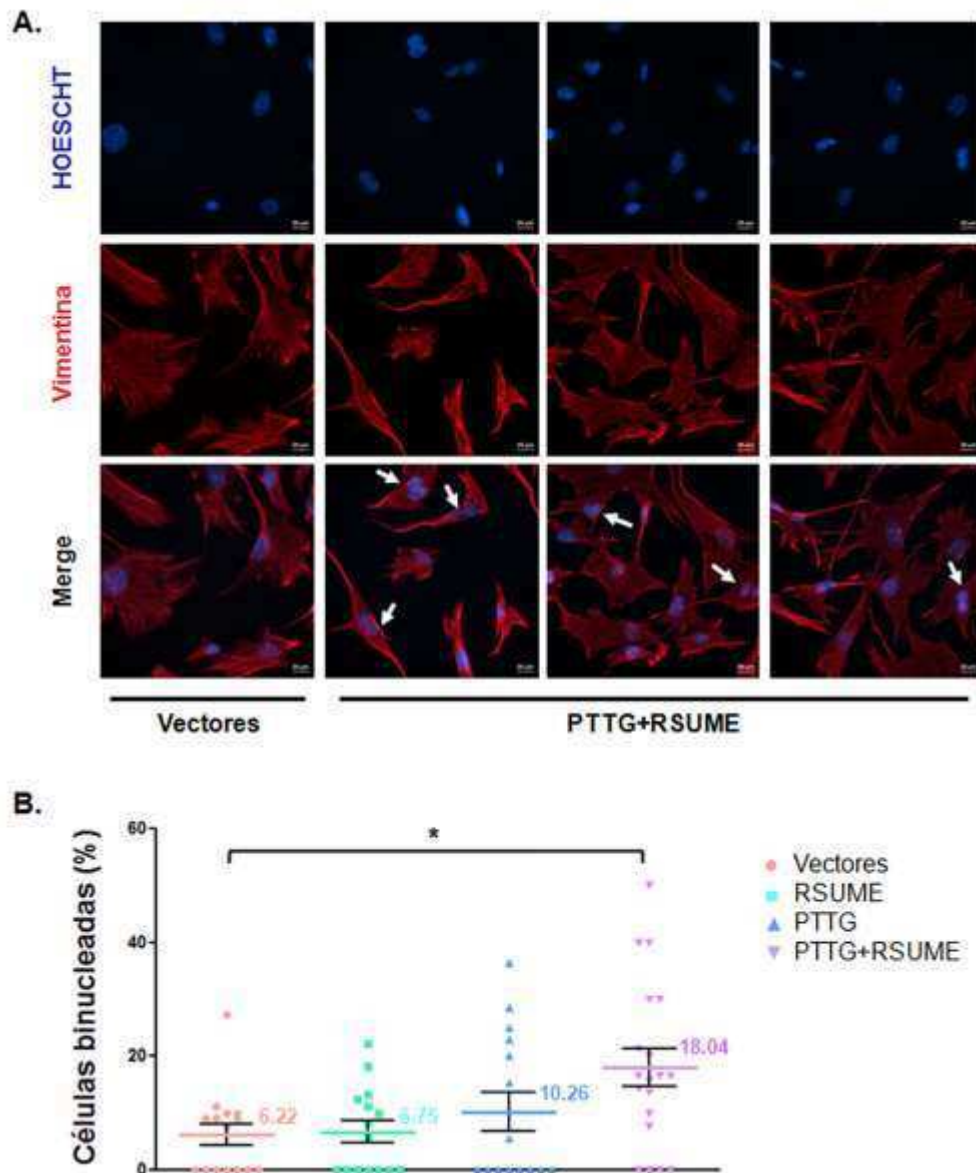 A.
HOESCHT
Vimentina
Merge
Vectores
PTTG+RSUME
B.
Células binucleadas (%)
60
40
20
0
*
6.22
6.75
10.26
18.04
Vectores
RSUME
PTTG
PTTG+RSUME